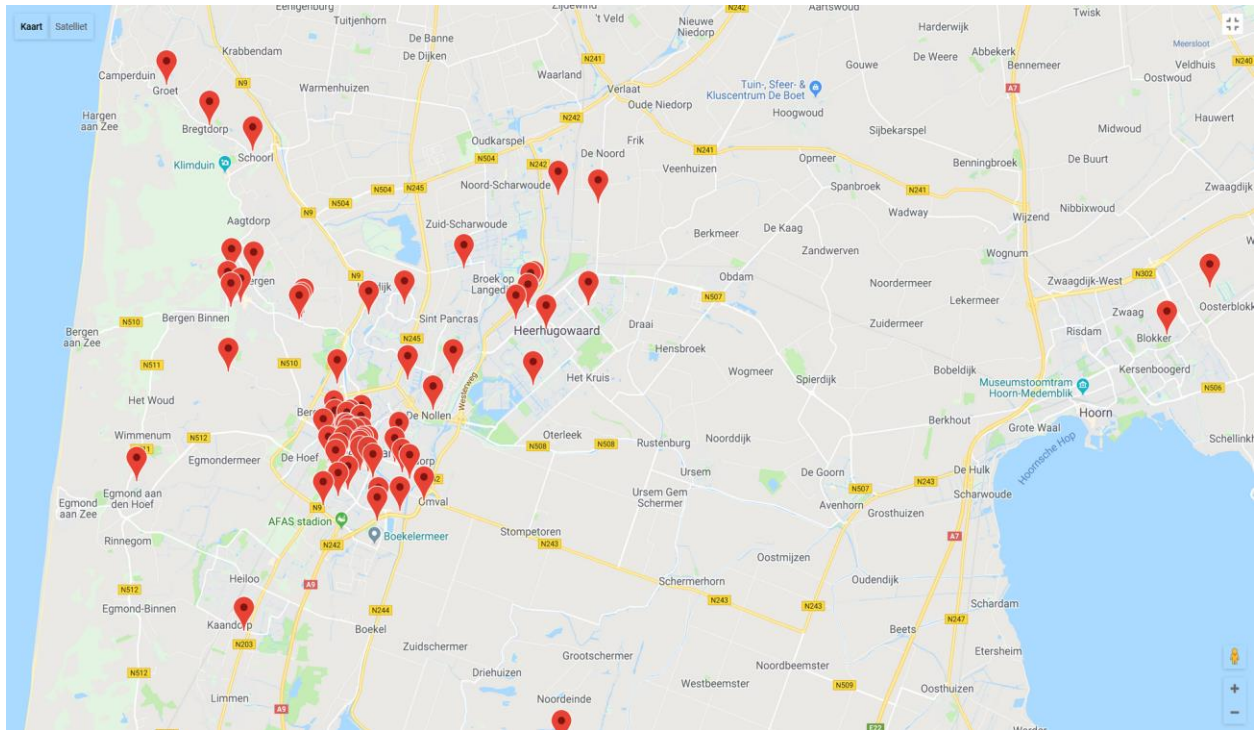 Kaart
Satelliet
Eenigenburg
Tuitjenhorn
De Banne
De Dijken
Krabbendam
Warmenhuizen
Camperduin
Groet
Hargen
aan Zee
Bregtdorp
Schoorl
Klimduin
N9
't Veld
Zijdewind
Nieuwe
Niedorp
N242
Aartswoud
Twisk
Harderwijk
De Weere
Abbekerk
Bennemeer
Meersloot
Veldhuis
Oostwoud
N240
Gouwe
A7
N241
Waarland
Verlaat
Oude Niedorp
Tuin-, Sfeer- &
Kluscentrum De Boet
Hoogwoud
Sijbekarspel
Midwoud
Hauwert
N242
Oudkarspel
N504
N242
De Noord
Frik
N241
Veenhuizen
Opmeer
Benningbroek
De Buurt
Zwaagdijk
Noord-Scharwoude
N504
N245
N504
N9
Spanbroek
N241
Wadway
Wijzend
Nibbixwoud
Aagtdorp
Zuid-Scharwoude
Berkmeer
De Kaag
Zandwerven
Wognum
N9
Broek op
Langedijk
Obdam
Noordermeer
Zwaagdijk-West
N302
N507
Lekermeer
Oosterblokk
Bergen Binnen
N510
Bergen
aan Zee
Sint Pancras
N245
Heerhugowaard
Draai
Zuidermeer
Zwaag
Risdam
Blokker
N511
N510
Hensbroek
Wogmeer
Spierdijk
Bobeldijk
Kersenboogerd
N506
Het Kruis
Westerweg
Museumstoomtram
Hoorn-Medemblik
Hoorn
Het Woud
De Nollen
Berkhout
Grote Waal
Wimmenum
N512
Egmondermeer
De Hoef
Oterleek
N508
N508
Rustenburg
Noorddijk
Schellinkh
Hoornsche Hop
Egmond aan
den Hoef
Egmond
aan Zee
Omval
Ursem
De Goorn
De Hulk
N243
Scharwoude
N507
N9
Ursem Gem
Schermer
Avenhorn
Grosthuizen
AFAS stadion
Boekelermeer
Rinnegom
N242
Stompetoren
N243
A7
Oostmijzen
Heiloo
A9
Schermerhorn
Oudendijk
N512
N243
N243
Schardam
Egmond-Binnen
Kaandorp
N244
N247
N203
Boekel
Beets
Zuidschermer
Grootschermer
Etersheim
N512
Driehuizen
Noordbeemster
Limmen
Noordeinde
Westbeemster
N509
Oosthuizen
A9
E22